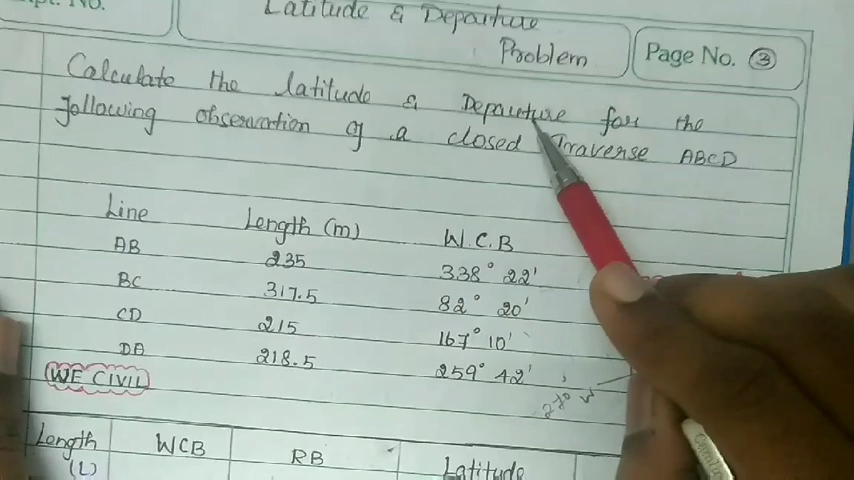 No.
Latitude & Departure
Problem
Page No. 3
Calculate the latitude & Departure for the
following observation of a closed Traverse ABCD
Line Length (m) W.C.B
AB 235 338° 22'
BC 317.5 82° 20'
CD 215 167° 10'
DA 218.5 259° 42'
WE CIVIL
Length WCB RB Latitude
(L)